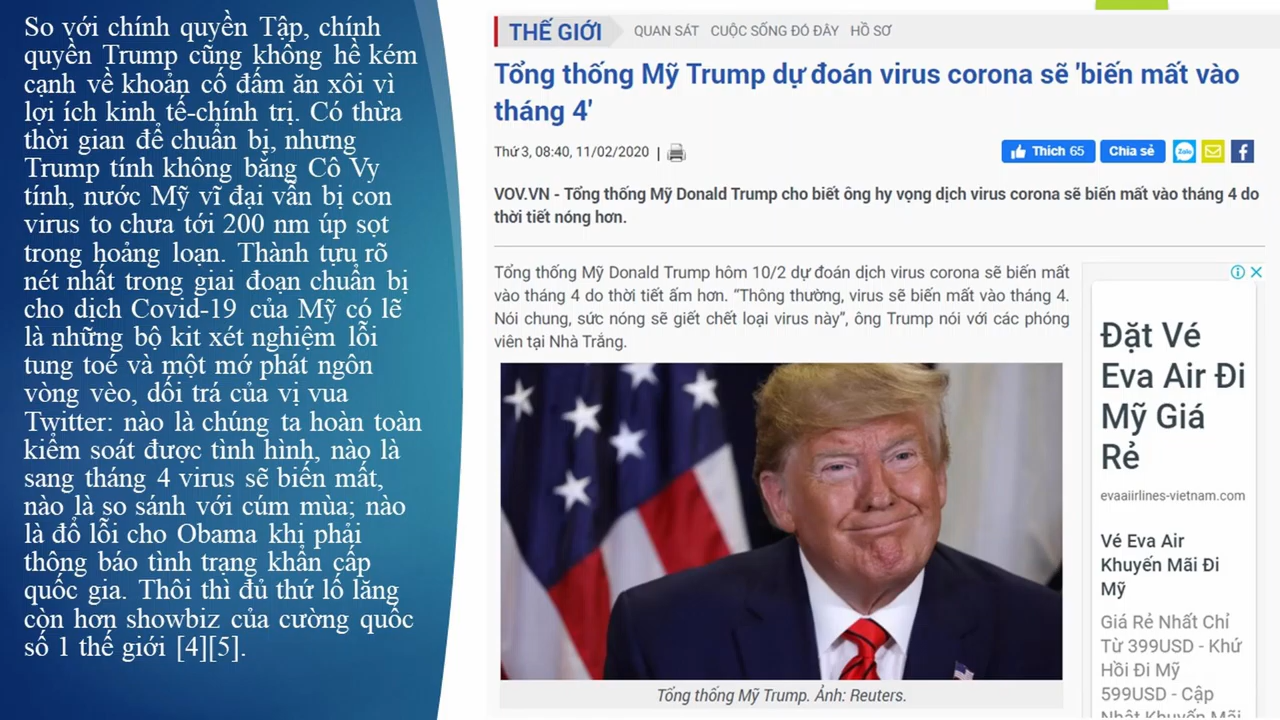 So với chính quyền Tập, chính
quyền Trump cũng không hề kém
cạnh về khoản cố đấm ăn xôi vì
lợi ích kinh tế-chính trị. Có thừa
thời gian để chuẩn bị, nhưng
Trump tính không bằng Cô Vy
tính, nước Mỹ vĩ đại vẫn bị con
virus to chưa tới 200 nm úp sọt
trong hoảng loạn. Thành tựu rõ
nét nhất trong giai đoạn chuẩn bị
cho dịch Covid-19 của Mỹ có lẽ
là những bộ kit xét nghiệm lỗi
tung toé và một mớ phát ngôn
vòng vèo, dối trá của vị vua
Twitter: nào là chúng ta hoàn toàn
kiểm soát được tình hình, nào là
sang tháng 4 virus sẽ biến mất,
nào là so sánh với cúm mùa; nào
là đổ lỗi cho Obama khi phải
thông báo tình trạng khẩn cấp
quốc gia. Thôi thì đủ thứ lố lăng
còn hơn showbiz của cường quốc
số 1 thế giới [4][5].
THẾ GIỚI QUAN SÁT CUỘC SỐNG ĐÓ ĐÂY HỒ SƠ
Tổng thống Mỹ Trump dự đoán virus corona sẽ 'biến mất vào
tháng 4'
Thứ 3, 08:40, 11/02/2020 |
Thích 65 Chia sẻ Zalo
VOV.VN - Tổng thống Mỹ Donald Trump cho biết ông hy vọng dịch virus corona sẽ biến mất vào tháng 4 do
thời tiết nóng hơn.
Tổng thống Mỹ Donald Trump hôm 10/2 dự đoán dịch virus corona sẽ biến mất
vào tháng 4 do thời tiết ấm hơn. “Thông thường, virus sẽ biến mất vào tháng 4.
Nói chung, sức nóng sẽ giết chết loại virus này”, ông Trump nói với các phóng
viên tại Nhà Trắng.
Tổng thống Mỹ Trump. Ảnh: Reuters.
Đặt Vé
Eva Air Đi
Mỹ Giá
Rẻ
evaairlines-vietnam.com
Vé Eva Air
Khuyến Mãi Đi
Mỹ
Giá Rẻ Nhất Chỉ
Từ 399USD - Khứ
Hồi Đi Mỹ
599USD - Cập
Nhật Khuyến Mãi